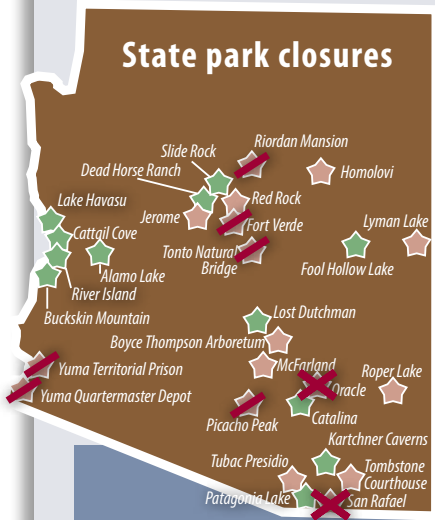 State park closures
Riordan Mansion
Slide Rock
Dead Horse Ranch
Homolovi
Lake Havasu
Red Rock
Jerome
Lyman Lake
Fort Verde
Cattail Cove
Tonto Natural
Bridge
Fool Hollow Lake
Alamo Lake
River Island
Buckskin Mountain
Lost Dutchman
Boyce Thompson Arboretum
McFarland
Yuma Territorial Prison
Roper Lake
Oracle
Yuma Quartermaster Depot
Catalina
Picacho Peak
Kartchner Caverns
Tubac Presidio
Tombstone
Courthouse
Patagonia Lake
San Rafael